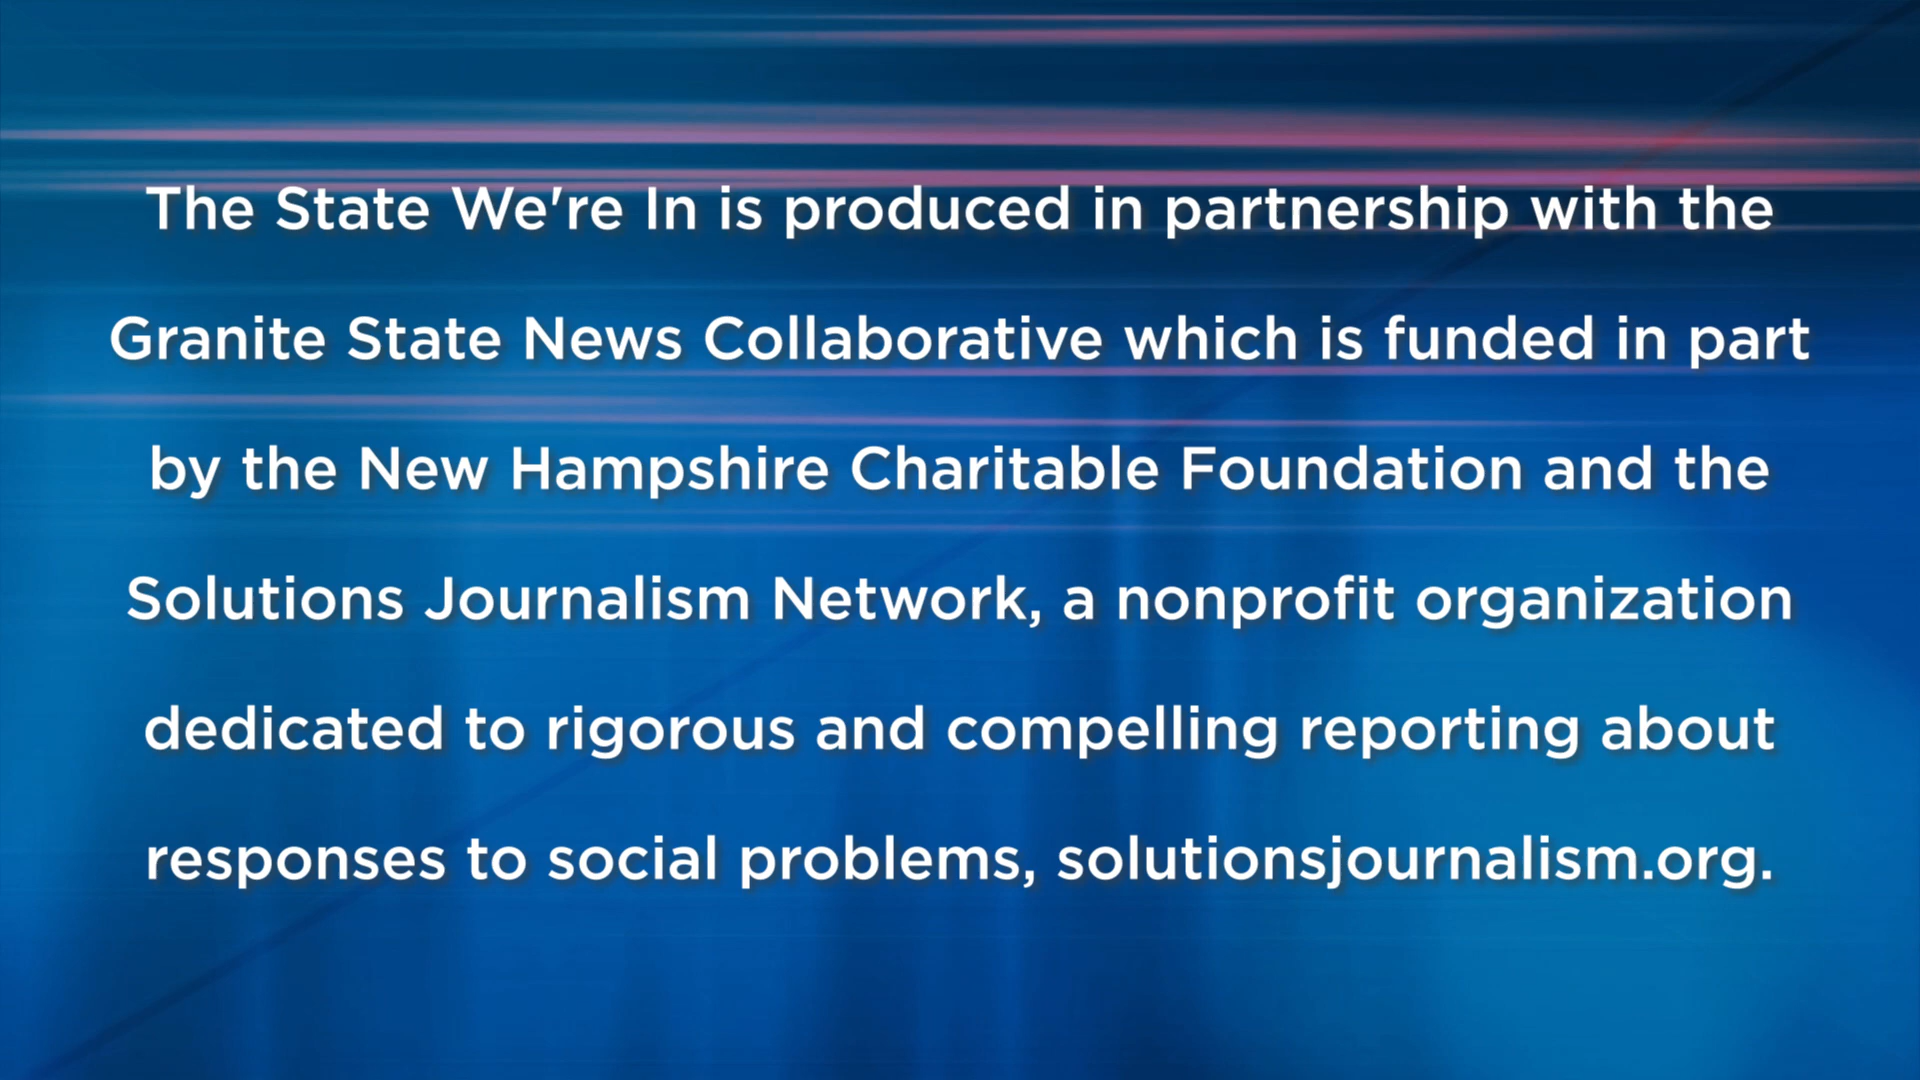 The State We're In is produced in partnership with the
Granite State News Collaborative which is funded in part
by the New Hampshire Charitable Foundation and the
Solutions Journalism Network, a nonprofit organization
dedicated to rigorous and compelling reporting about
responses to social problems, solutionsjournalism.org.